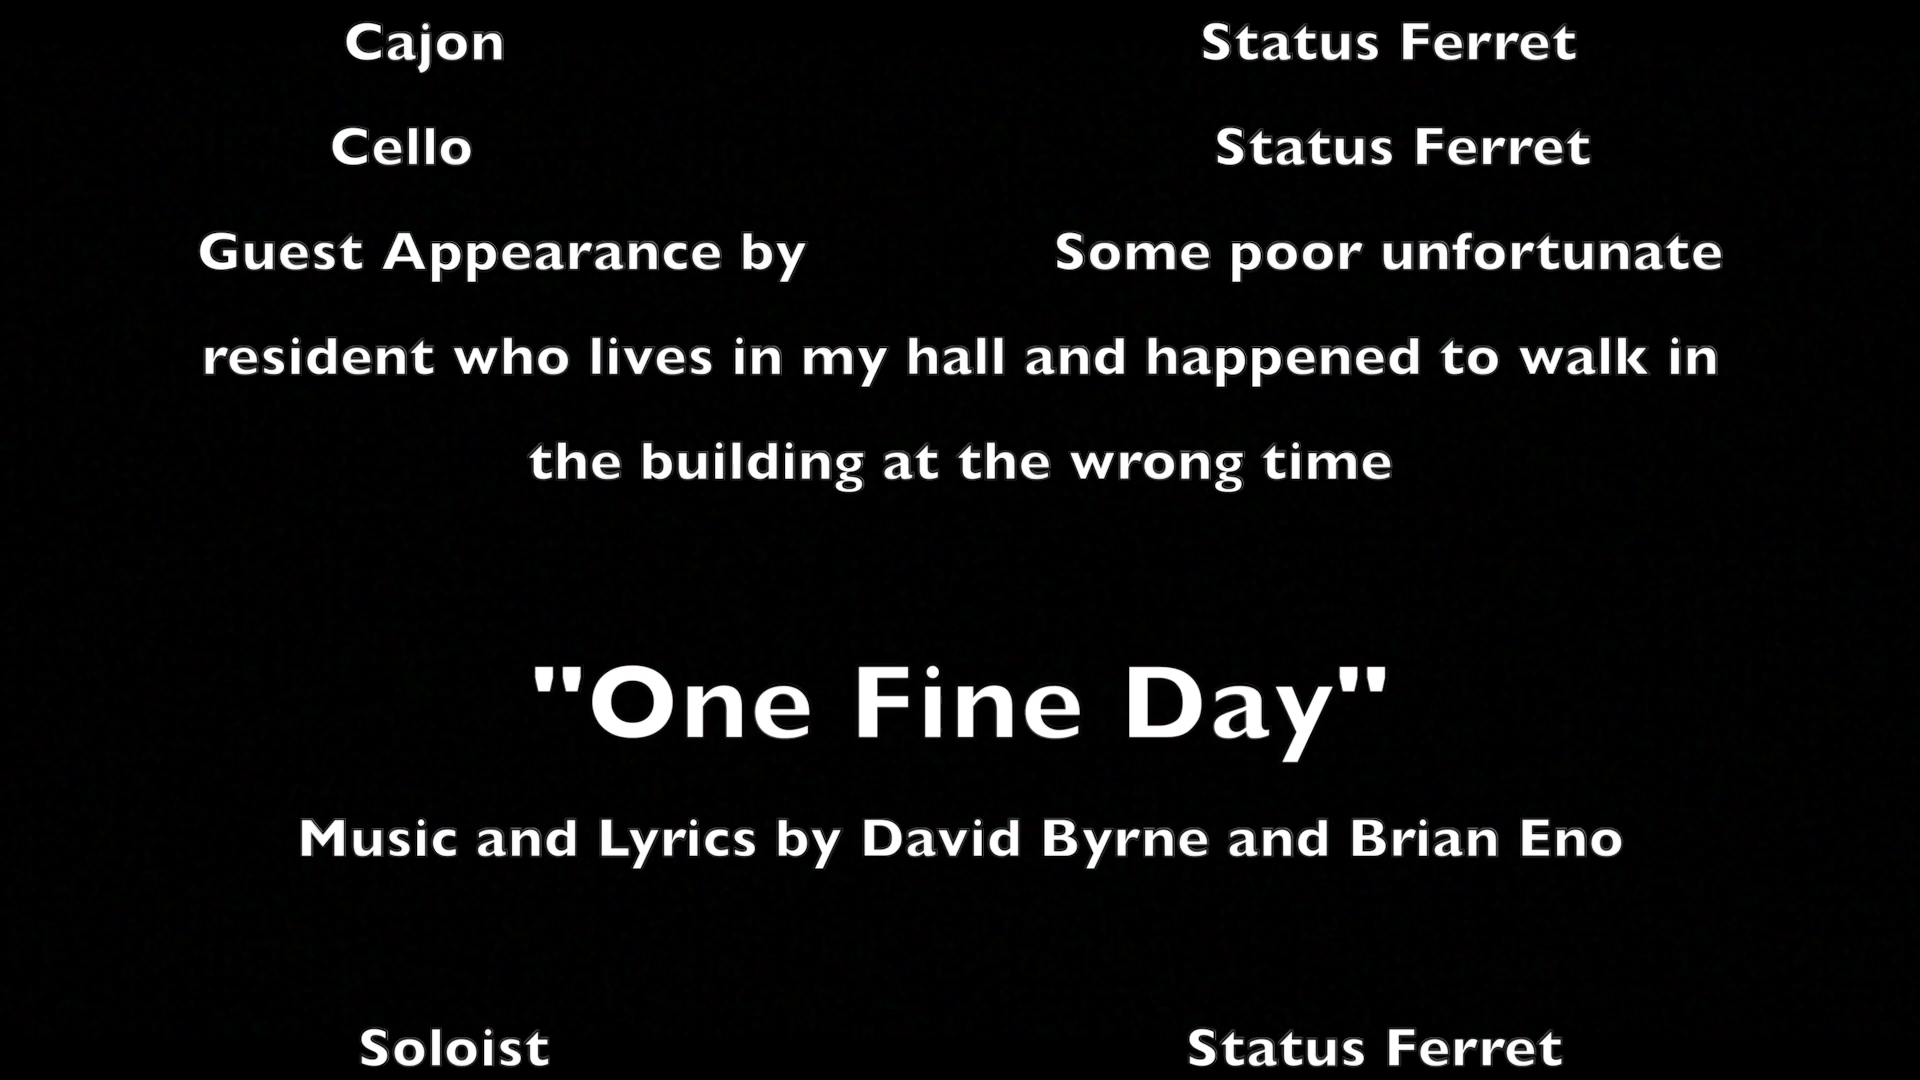 Cajon Status Ferret
Cello Status Ferret
Guest Appearance by Some poor unfortunate
resident who lives in my hall and happened to walk in
the building at the wrong time
"One Fine Day"
Music and Lyrics by David Byrne and Brian Eno
Soloist Status Ferret